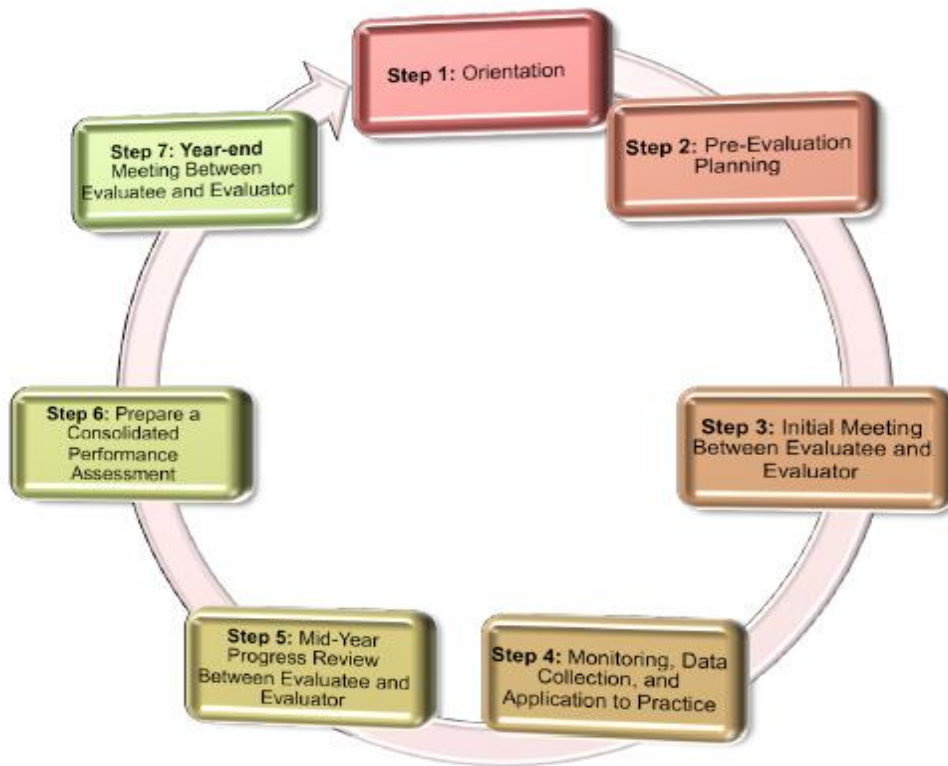 Step 1: Orientation
Step 2: Pre-Evaluation
Planning
Step 3: Initial Meeting
Between Evaluatee and
Evaluator
Step 4: Monitoring, Data
Collection, and
Application to Practice
Step 5: Mid-Year
Progress Review
Between Evaluatee and
Evaluator
Step 6: Prepare a
Consolidated
Performance
Assessment
Step 7: Year-end
Meeting Between
Evaluatee and Evaluator